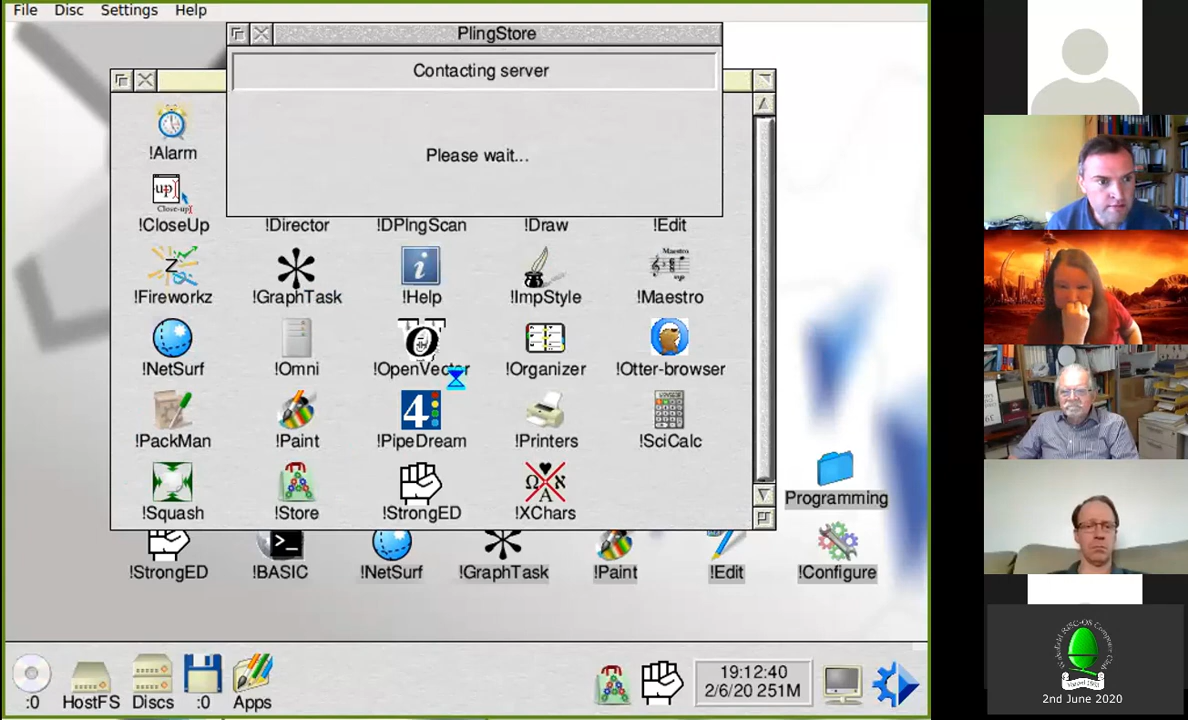 File Disc Settings Help
PlingStore
Contacting server
Please wait...
!Alarm
!CloseUp !Director !DPlngScan !Draw !Edit
!Fireworkz !GraphTask !Help !ImpStyle !Maestro
!NetSurf !Omni !OpenVector !Organizer !Otter-browser
!PackMan !Paint !PipeDream !Printers !SciCalc
!Squash !Store !StrongED !XChars
Programming
!StrongED !BASIC !NetSurf !GraphTask !Paint !Edit !Configure
:0 HostFS Discs :0 Apps
19:12:40
2/6/20 251M
2nd June 2020